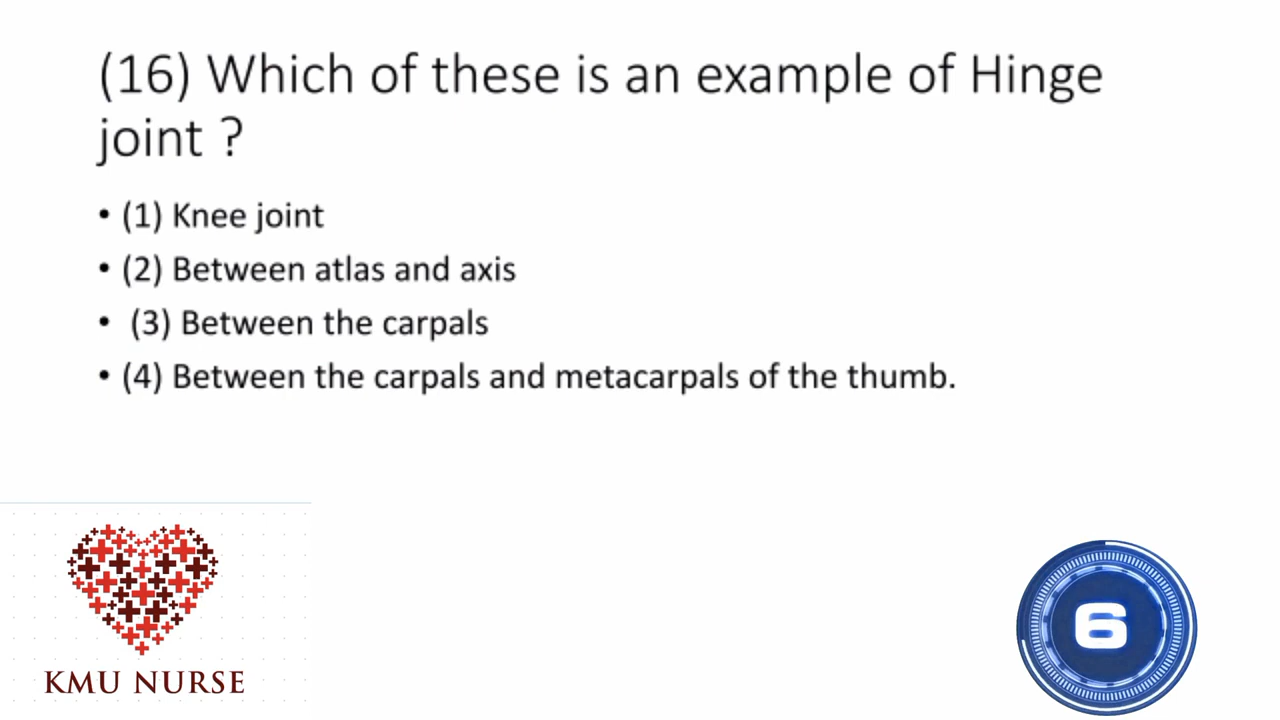 (16) Which of these is an example of Hinge
joint ?
• (1) Knee joint
• (2) Between atlas and axis
• (3) Between the carpals
• (4) Between the carpals and metacarpals of the thumb.
KMU NURSE
6